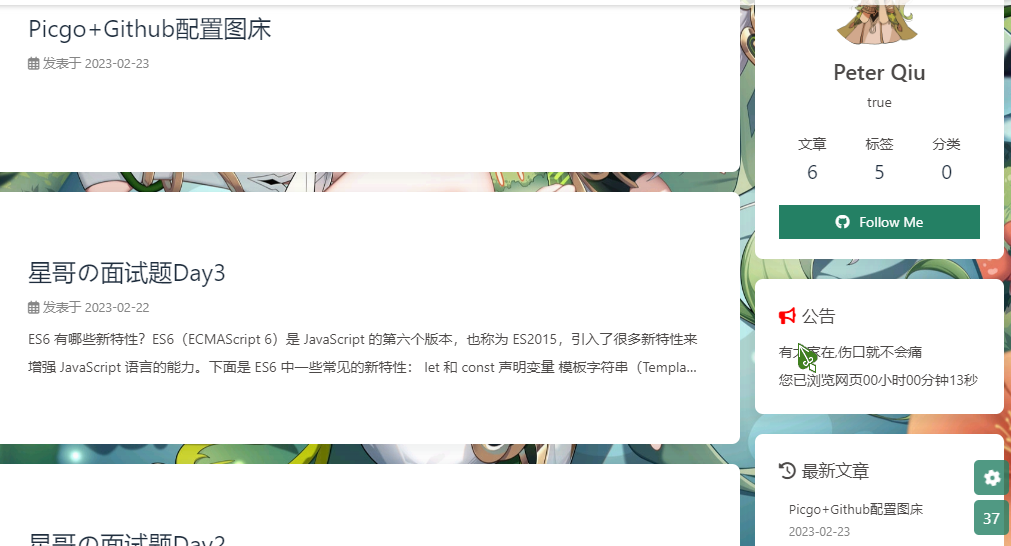 Picgo+Github配置图床
发表于 2023-02-23
星哥の面试题Day3
发表于 2023-02-22
ES6 有哪些新特性？ES6（ECMAScript 6）是 JavaScript 的第六个版本，也称为 ES2015，引入了很多新特性来
增强 JavaScript 语言的能力。下面是 ES6 中一些常见的新特性： let 和 const 声明变量 模板字符串（Templa...
星哥の面试题Day2
Peter Qiu
true
文章 标签 分类
6 5 0
Follow Me
公告
有大家在,伤口就不会痛
您已浏览网页00小时00分钟13秒
最新文章
Picgo+Github配置图床
2023-02-23
37